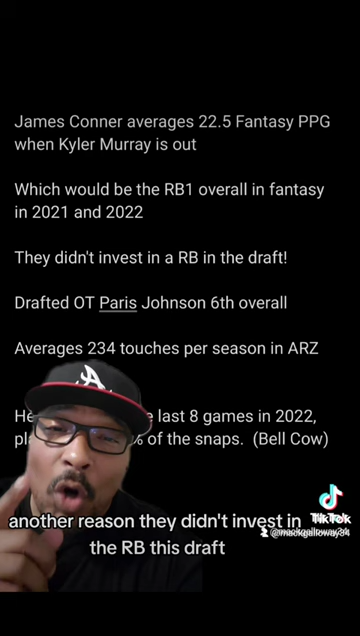 James Conner averages 22.5 Fantasy PPG
when Kyler Murray is out
Which would be the RB1 overall in fantasy
in 2021 and 2022
They didn't invest in a RB in the draft!
Drafted OT Paris Johnson 6th overall
Averages 234 touches per season in ARZ
last 8 games in 2022,
% of the snaps. (Bell Cow)
A
another reason they didn't invest in
the RB this draft
TikTok
@mackgalloway34